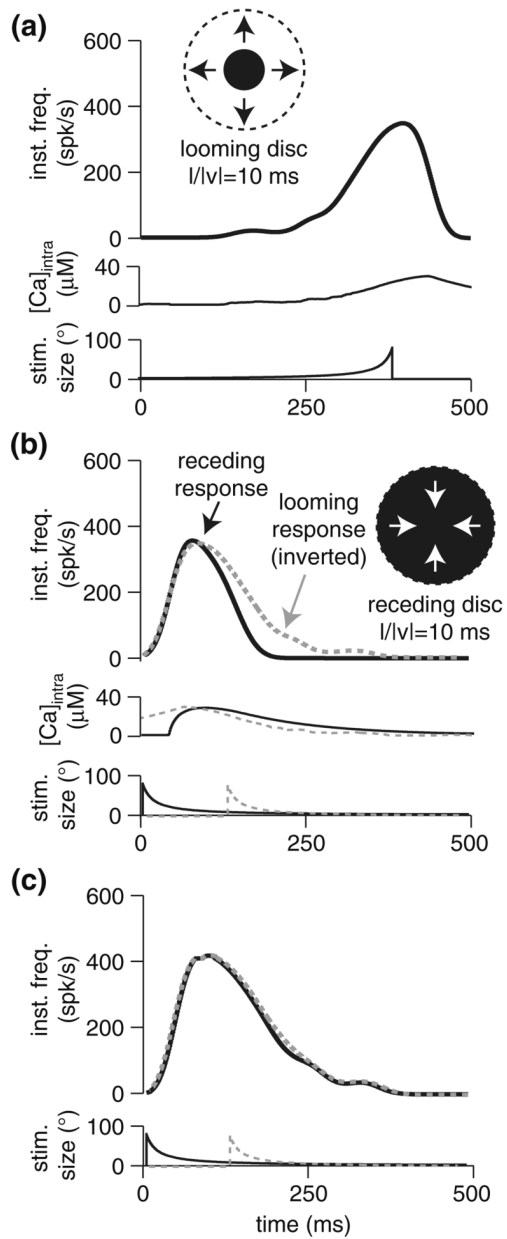 (a)
600
400
200
0
inst. freq.
(spk/s)
looming disc
l/|v|=10 ms
40
0
[Ca]intra
(μM)
100
0
stim.
size (°)
0
250
500
(b)
600
400
200
0
inst. freq.
(spk/s)
receding
response
looming
response
(inverted)
receding disc
l/|v|=10 ms
40
0
[Ca]intra
(μM)
100
0
stim.
size (°)
0
250
500
(c)
600
400
200
0
inst. freq.
(spk/s)
100
0
stim.
size (°)
0
250
500
time (ms)